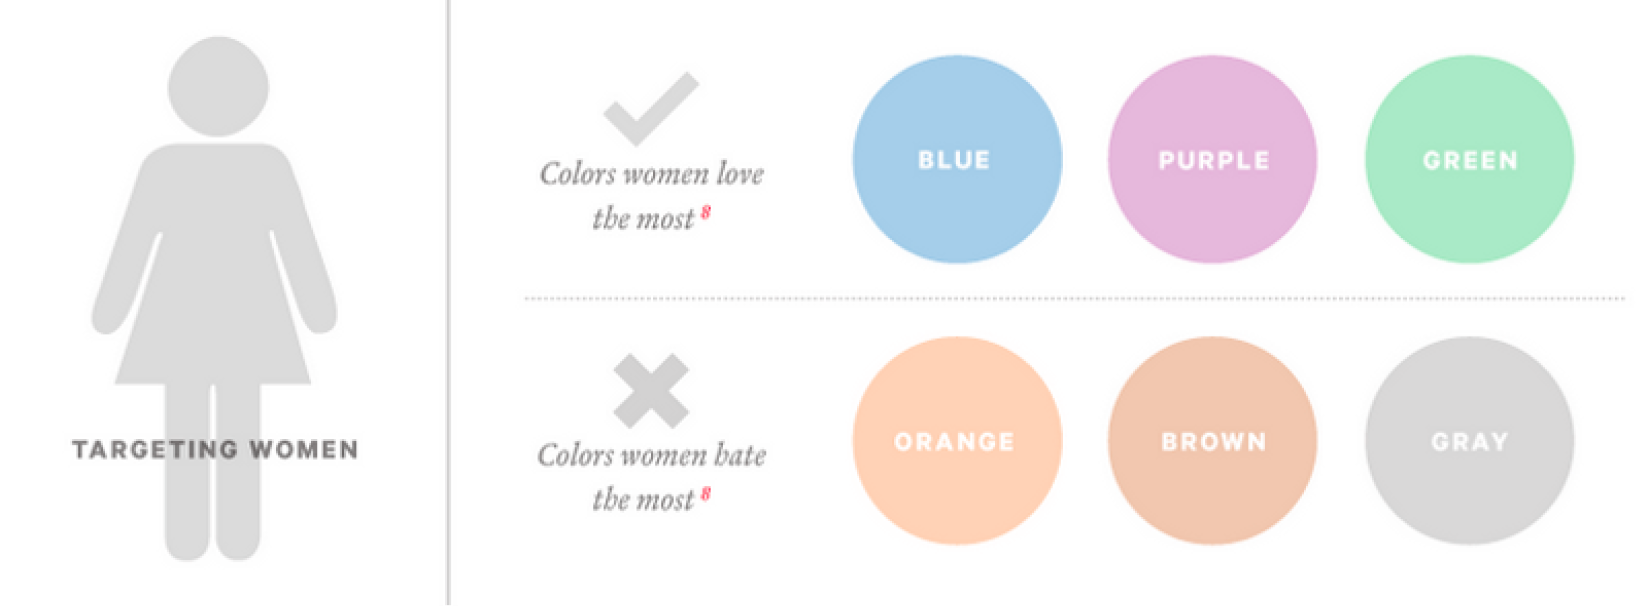 TARGETING WOMEN
Colors women love
the most 8
BLUE
PURPLE
GREEN
Colors women hate
the most 8
ORANGE
BROWN
GRAY